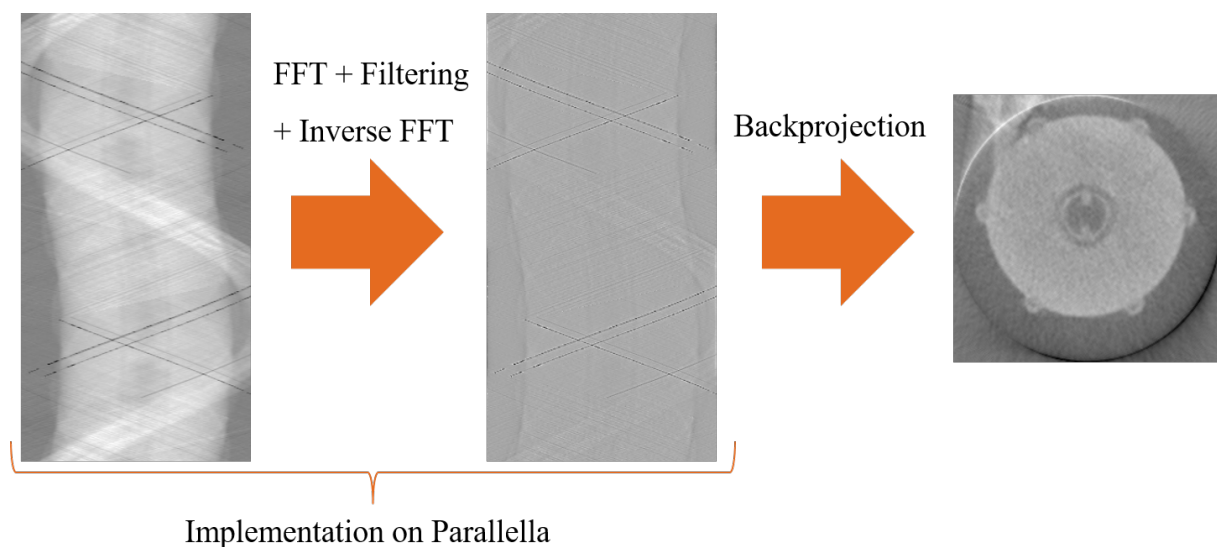 FFT + Filtering
+ Inverse FFT
Backprojection
Implementation on Parallella